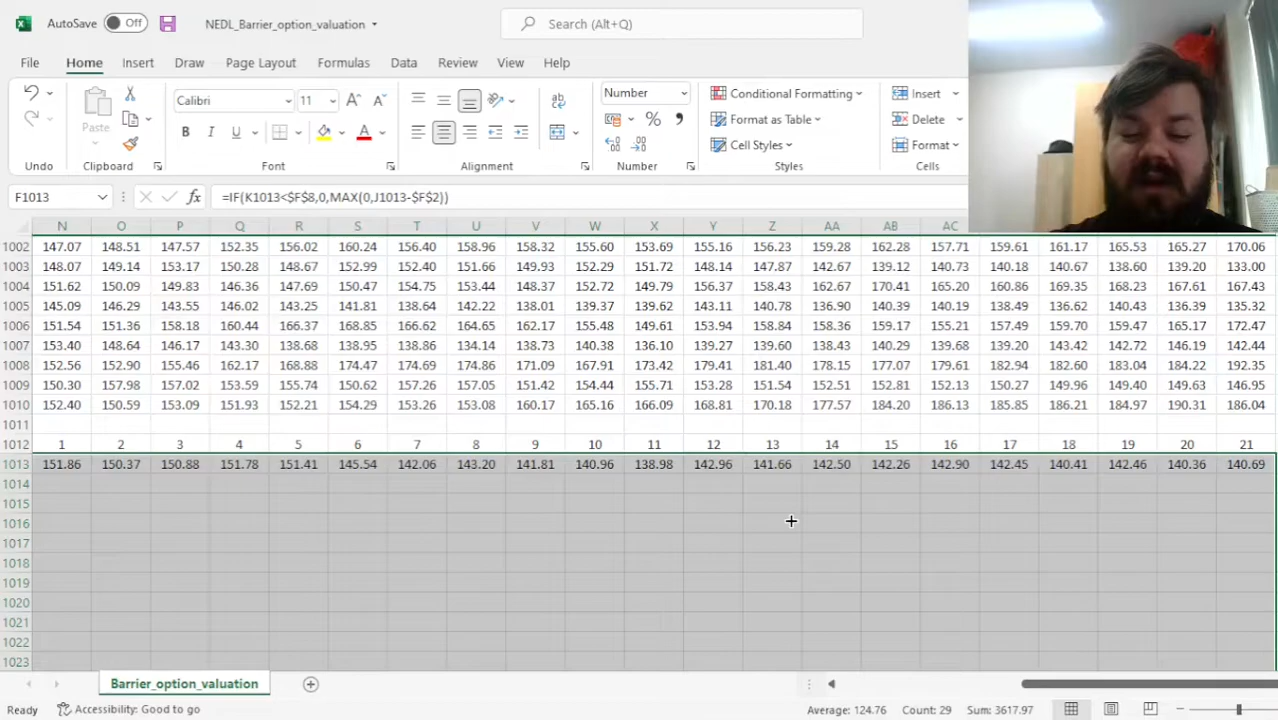 AutoSave Off NEDL_Barrier_option_valuation Search (Alt+Q)
File Home Insert Draw Page Layout Formulas Data Review View Help
Calibri 11 Number Conditional Formatting Insert
Paste B I U A % Format as Table Delete
Cell Styles Format
Undo Clipboard Font Alignment Number Styles Cells
F1013 fx =IF(K1013<$F$8,0,MAX(0,J1013-$F$2))
N O P Q R S T U V W X Y Z AA AB AC
1002 147.07 148.51 147.57 152.35 156.02 160.24 156.40 158.96 158.32 155.60 153.69 155.16 156.23 159.28 162.28 157.71 159.61 161.17 165.53 165.27 170.06
1003 148.07 149.14 153.17 150.28 148.67 152.99 152.40 151.66 149.93 152.29 151.72 148.14 147.87 142.67 139.12 140.73 140.18 140.67 138.60 139.20 133.00
1004 151.62 150.09 149.83 146.36 147.69 150.47 154.75 153.44 148.37 152.72 149.79 156.37 158.43 162.67 170.41 165.20 160.86 169.35 168.23 167.61 167.43
1005 145.09 146.29 143.55 146.02 143.25 141.81 138.64 142.22 138.01 139.37 139.62 143.11 140.78 136.90 140.39 140.19 138.49 136.62 140.43 136.39 135.32
1006 151.54 151.36 158.18 160.44 166.37 168.85 166.62 164.65 162.17 155.48 149.61 153.94 158.84 158.36 159.17 155.21 157.49 159.70 159.47 165.17 172.47
1007 153.40 148.64 146.17 143.30 138.68 138.95 138.86 134.14 138.73 140.38 136.10 139.27 139.60 138.43 140.29 139.68 139.20 143.42 142.72 146.19 142.44
1008 152.56 152.90 155.46 162.17 168.88 174.47 174.69 174.86 171.09 167.91 173.42 179.41 181.40 178.15 177.07 179.61 182.94 182.60 183.04 184.22 192.35
1009 150.30 157.98 157.02 153.59 155.74 150.62 157.26 157.05 151.42 154.44 155.71 153.28 151.54 152.51 152.81 152.13 150.27 149.96 149.40 149.63 146.95
1010 152.40 150.59 153.09 151.93 152.21 154.29 153.26 153.08 160.17 165.16 166.09 168.81 170.18 177.57 184.20 186.13 185.85 186.21 184.97 190.31 186.04
1011
1012 1 2 3 4 5 6 7 8 9 10 11 12 13 14 15 16 17 18 19 20 21
1013 151.86 150.37 150.88 151.78 151.41 145.54 142.06 143.20 141.81 140.96 138.98 142.96 141.66 142.50 142.26 142.90 142.45 140.41 142.46 140.36 140.69
1014
1015
1016
1017
1018
1019
1020
1021
1022
1023
Barrier_option_valuation
Ready Accessibility: Good to go Average: 124.76 Count: 29 Sum: 3617.97